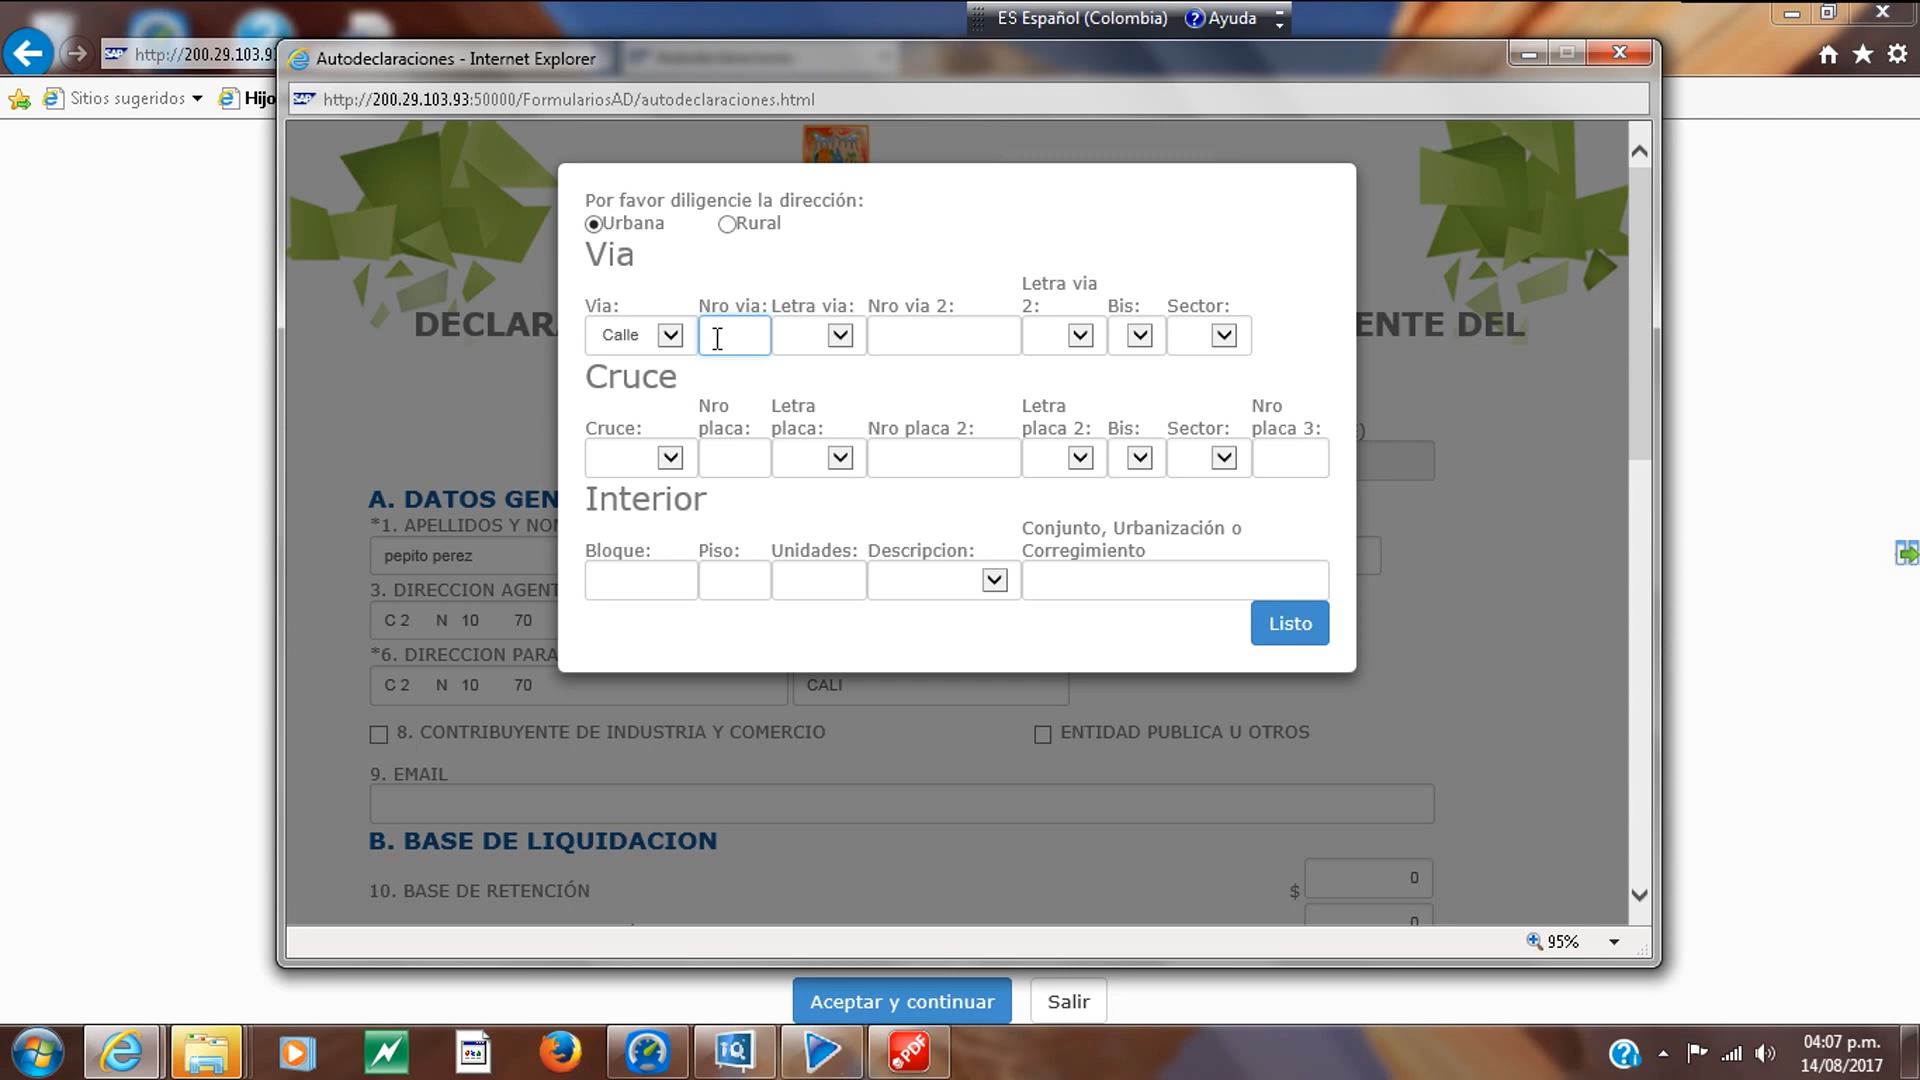 ES Español (Colombia) Ayuda
http://200.29.103.9
Autodeclaraciones - Internet Explorer
Sitios sugeridos
Hijo
http://200.29.103.93:50000/FormulariosAD/autodeclaraciones.html
Por favor diligencie la dirección:
Urbana Rural
Via
Letra via
Via: Nro via: Letra via: Nro via 2: 2: Bis: Sector:
Calle
DECLARA
ENTE DEL
Cruce
Nro Letra Letra Nro
Cruce: placa: placa: Nro placa 2: placa 2: Bis: Sector: placa 3:
Interior
A. DATOS GEN
*1. APELLIDOS Y NOM
Conjunto, Urbanización o
Bloque: Piso: Unidades: Descripcion: Corregimiento
pepito perez
3. DIRECCION AGENT
C 2 N 10 70
Listo
*6. DIRECCION PARA
C 2 N 10 70 CALI
8. CONTRIBUYENTE DE INDUSTRIA Y COMERCIO ENTIDAD PUBLICA U OTROS
9. EMAIL
B. BASE DE LIQUIDACION
10. BASE DE RETENCIÓN $ 0
0
95%
Aceptar y continuar Salir
04:07 p.m.
14/08/2017